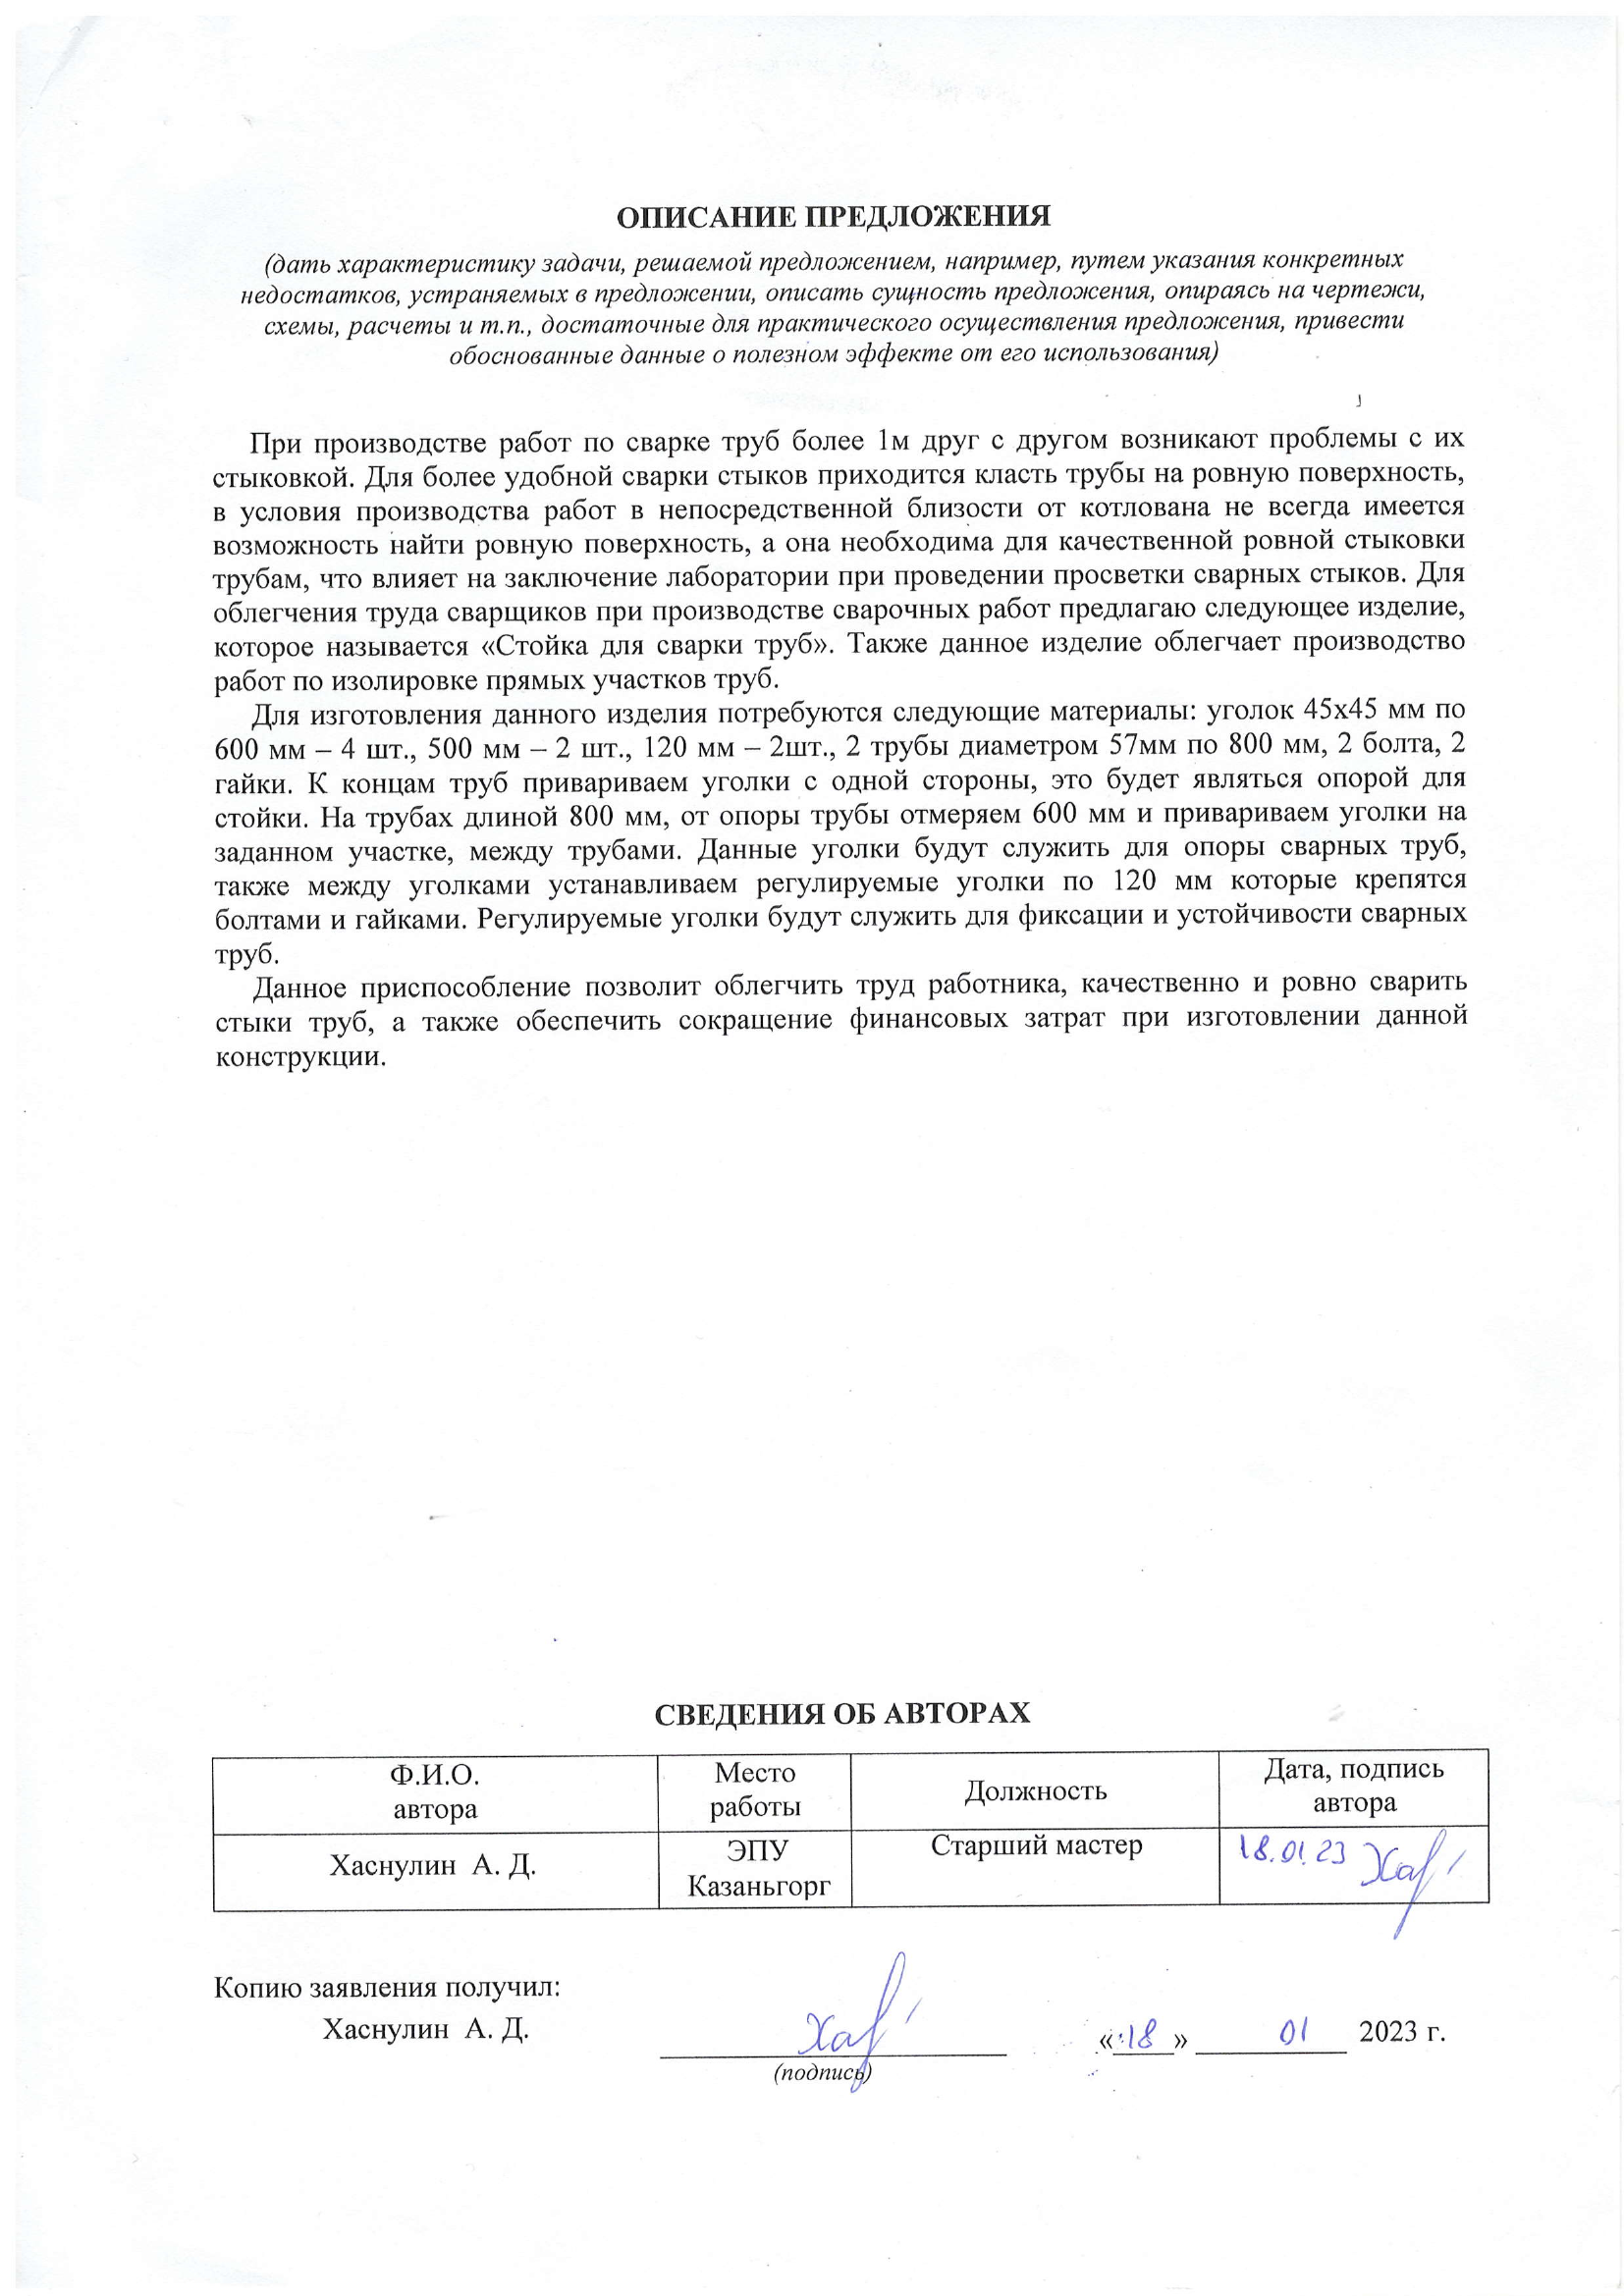 ОПИСАНИЕ ПРЕДЛОЖЕНИЯ
(дать характеристику задачи, решаемой предложением, например, путем указания конкретных
недостатков, устраняемых в предложении, описать сущность предложения, опираясь на чертежи,
схемы, расчеты и т.п., достаточные для практического осуществления предложения, привести
обоснованные данные о полезном эффекте от его использования)
При производстве работ по сварке труб более 1м друг с другом возникают проблемы с их
стыковкой. Для более удобной сварки стыков приходится класть трубы на ровную поверхность,
в условия производства работ в непосредственной близости от котлована не всегда имеется
возможность найти ровную поверхность, а она необходима для качественной ровной стыковки
трубам, что влияет на заключение лаборатории при проведении просветки сварных стыков. Для
облегчения труда сварщиков при производстве сварочных работ предлагаю следующее изделие,
которое называется «Стойка для сварки труб». Также данное изделие облегчает производство
работ по изолировке прямых участков труб.
Для изготовления данного изделия потребуются следующие материалы: уголок 45х45 мм по
600 мм – 4 шт., 500 мм – 2 шт., 120 мм – 2шт., 2 трубы диаметром 57мм по 800 мм, 2 болта, 2
гайки. К концам труб привариваем уголки с одной стороны, это будет являться опорой для
стойки. На трубах длиной 800 мм, от опоры трубы отмеряем 600 мм и привариваем уголки на
заданном участке, между трубами. Данные уголки будут служить для опоры сварных труб,
также между уголками устанавливаем регулируемые уголки по 120 мм которые крепятся
болтами и гайками. Регулируемые уголки будут служить для фиксации и устойчивости сварных
труб.
Данное приспособление позволит облегчить труд работника, качественно и ровно сварить
стыки труб, а также обеспечить сокращение финансовых затрат при изготовлении данной
конструкции.
СВЕДЕНИЯ ОБ АВТОРАХ
Ф.И.О.
автора
Место
работы
Должность
Дата, подпись
автора
Хаснулин А. Д.
ЭПУ
Казаньгорг
Старший мастер
18.01.23 Хаf
Копию заявления получил:
Хаснулин А. Д.
«18» 01 2023 г.
(подпись)